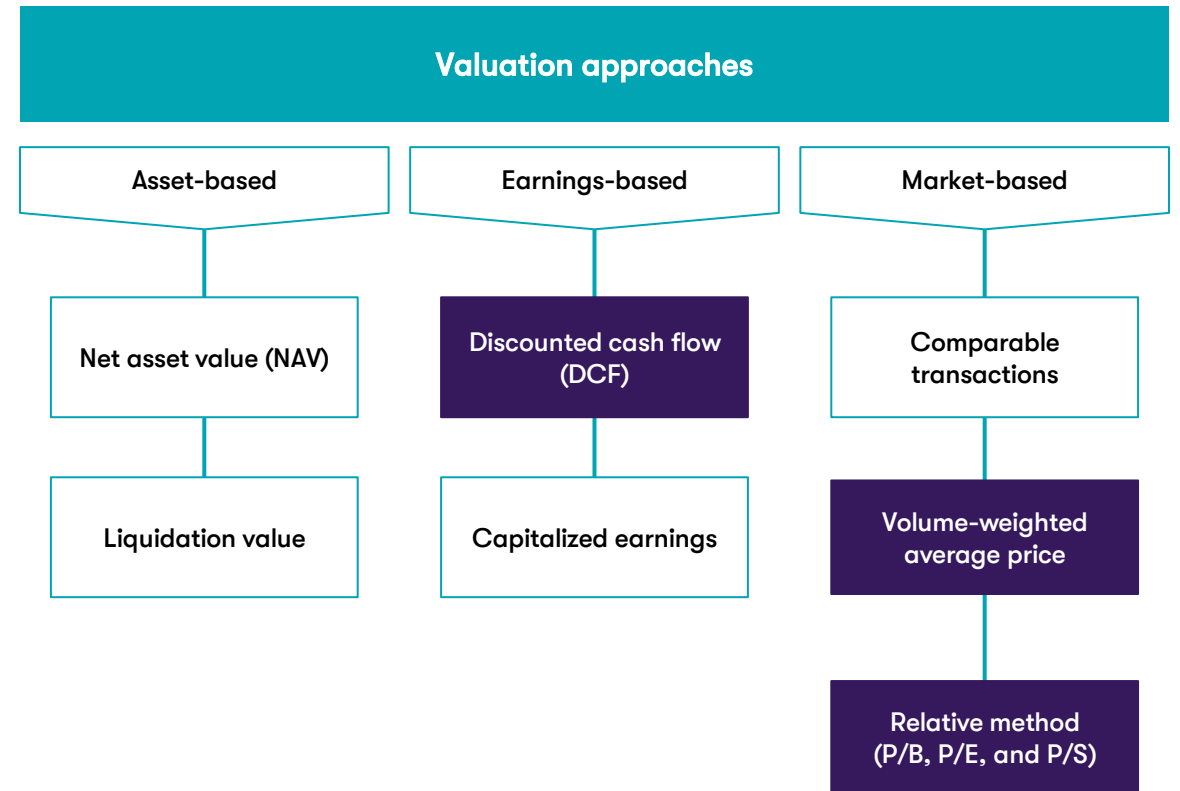 Valuation approaches
Asset-based
Net asset value (NAV)
Liquidation value
Earnings-based
Discounted cash flow
(DCF)
Capitalized earnings
Market-based
Comparable
transactions
Volume-weighted
average price
Relative method
(P/B, P/E, and P/S)